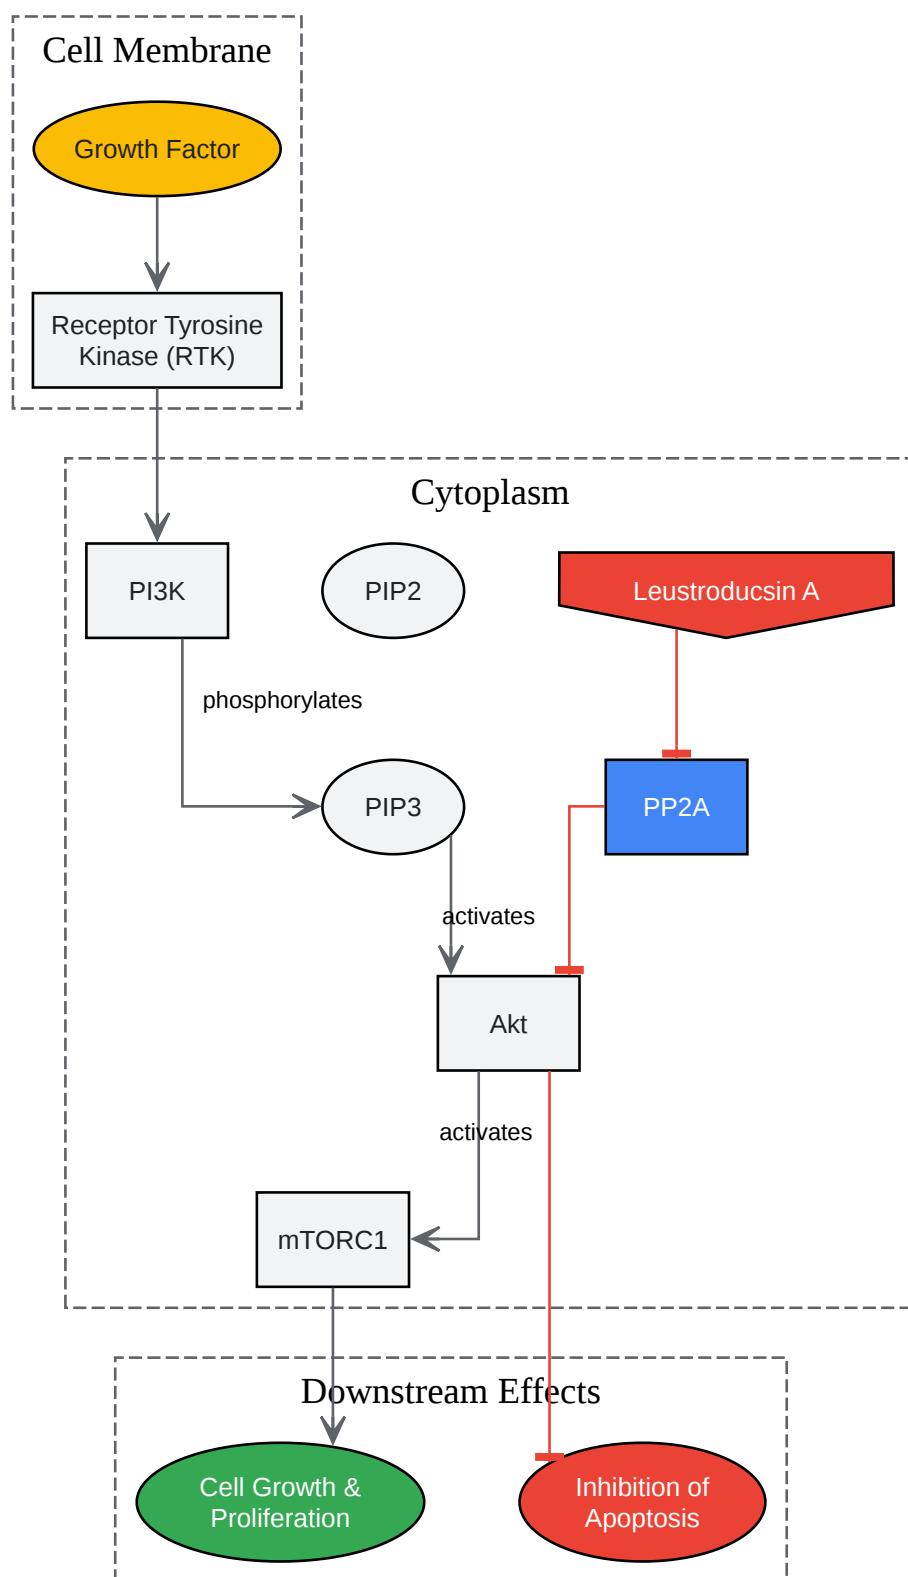 Cell Membrane
Growth Factor
Receptor Tyrosine
Kinase (RTK)
Cytoplasm
PI3K
PIP2
Leustroducsin A
phosphorylates
PIP3
PP2A
activates
Akt
activates
mTORC1
Downstream Effects
Cell Growth &
Proliferation
Inhibition of
Apoptosis